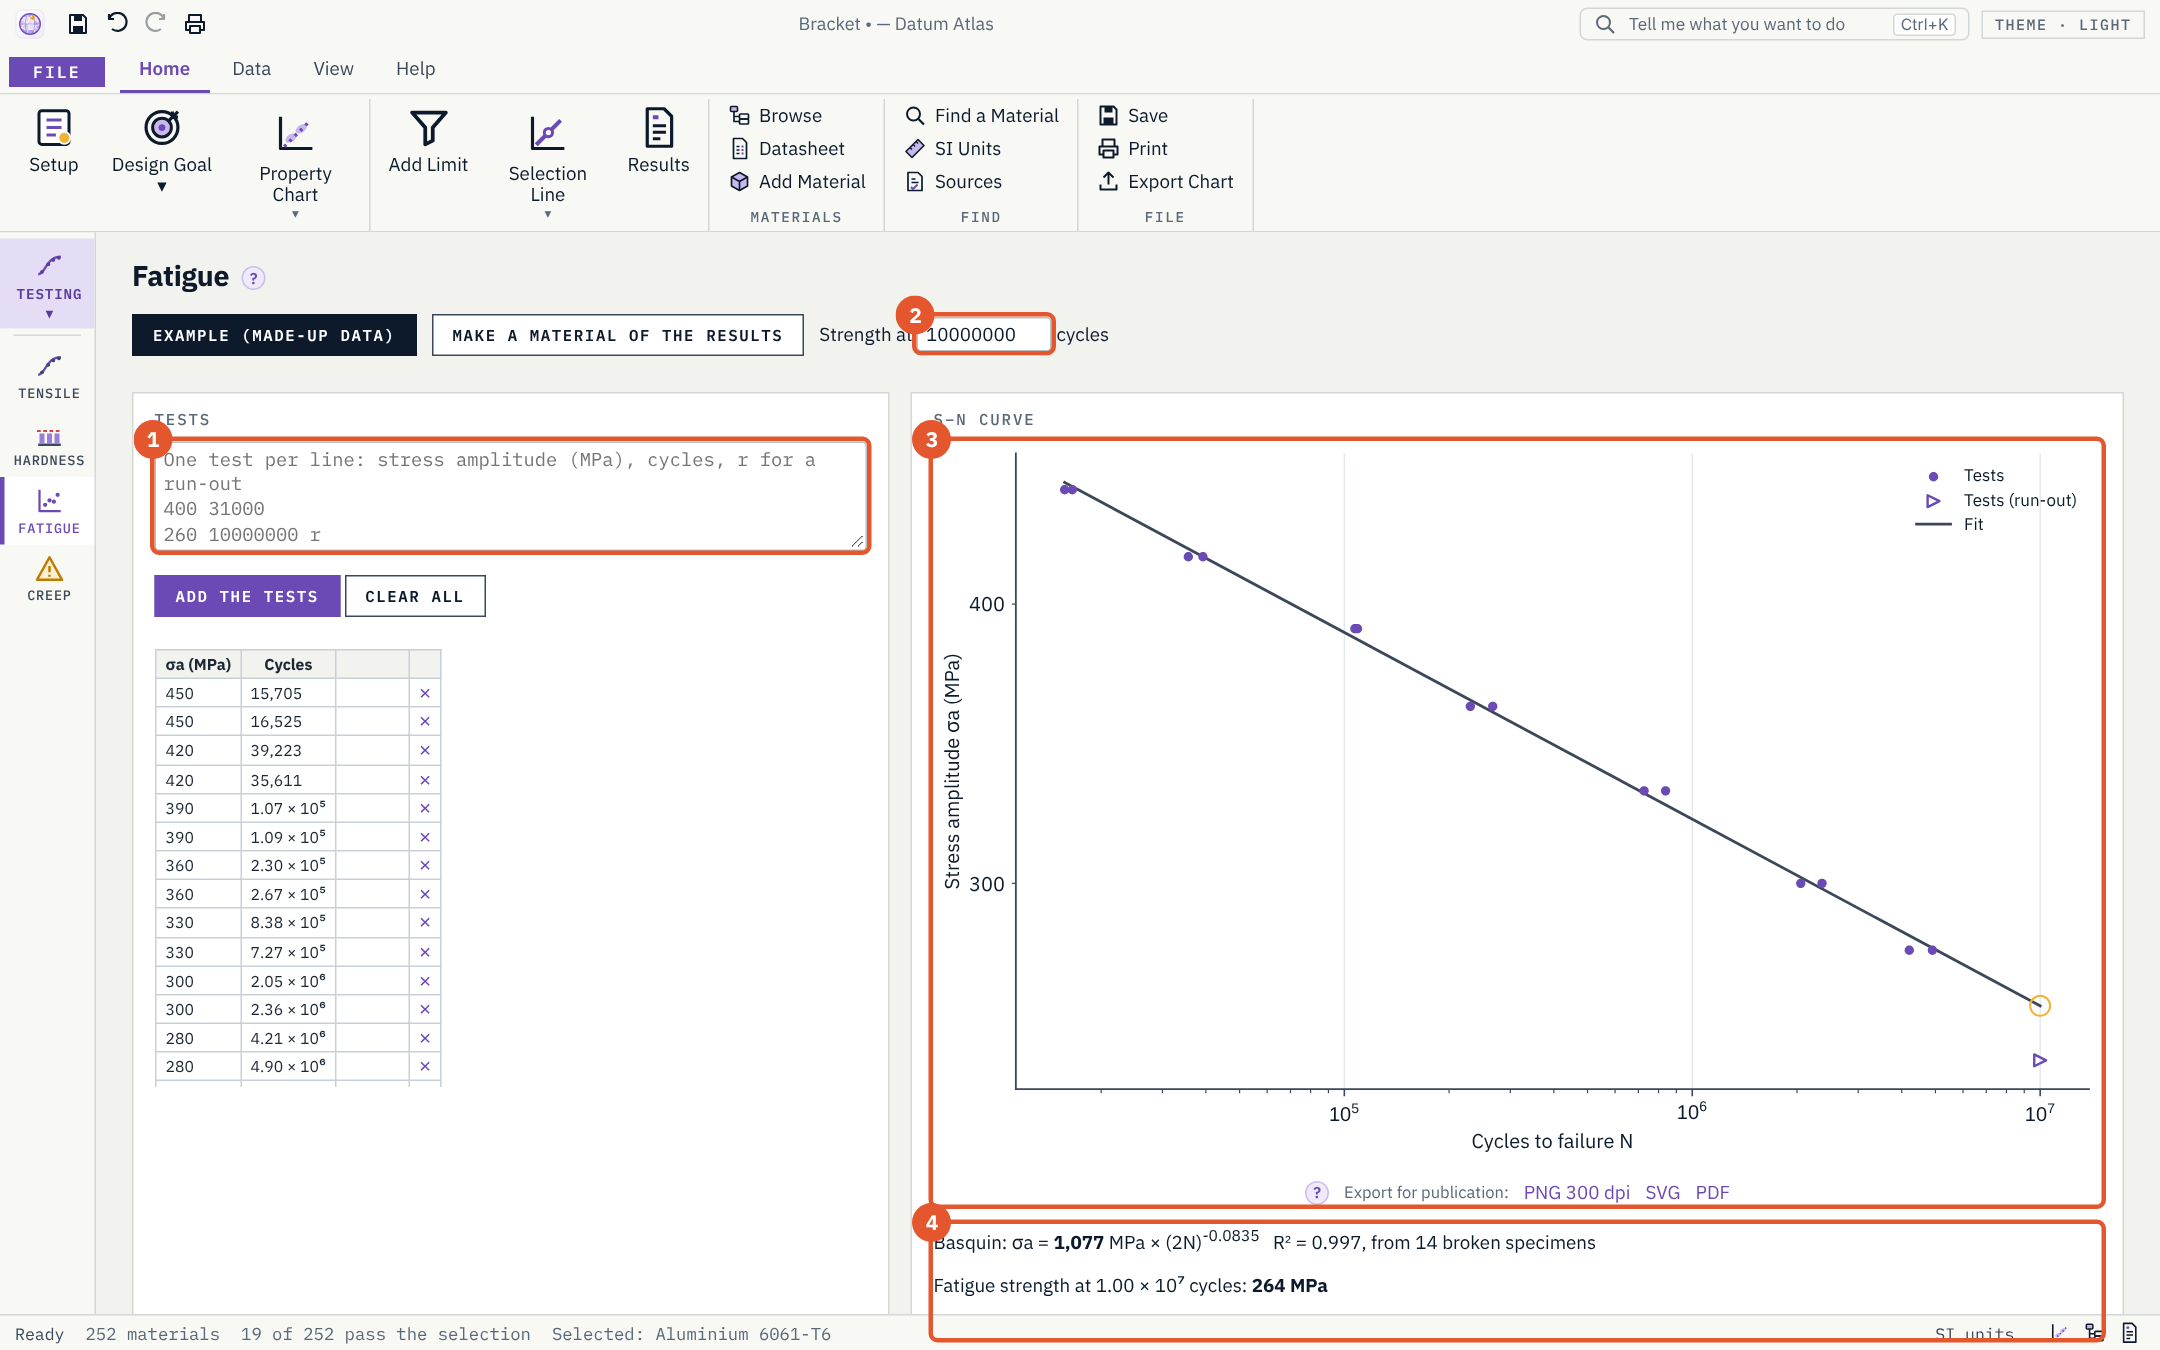 Bracket • — Datum Atlas
Tell me what you want to do
Ctrl+K
THEME · LIGHT
FILE
Home
Data
View
Help
Setup
Design Goal
Property
Chart
Add Limit
Selection
Line
Results
Browse
Datasheet
Add Material
MATERIALS
Find a Material
SI Units
Sources
FIND
Save
Print
Export Chart
FILE
TESTING
TENSILE
HARDNESS
FATIGUE
CREEP
Fatigue ?
EXAMPLE (MADE-UP DATA)
MAKE A MATERIAL OF THE RESULTS
Strength at 10000000 cycles
2
TESTS
1
One test per line: stress amplitude (MPa), cycles, r for a
run-out
400 31000
260 10000000 r
ADD THE TESTS
CLEAR ALL
σa (MPa) Cycles
450 15,705 ×
450 16,525 ×
420 39,223 ×
420 35,611 ×
390 1.07 × 10⁵ ×
390 1.09 × 10⁵ ×
360 2.30 × 10⁵ ×
360 2.67 × 10⁵ ×
330 8.38 × 10⁵ ×
330 7.27 × 10⁵ ×
300 2.05 × 10⁶ ×
300 2.36 × 10⁶ ×
280 4.21 × 10⁶ ×
280 4.90 × 10⁶ ×
S–N CURVE
3
Tests
Tests (run-out)
Fit
400
300
Stress amplitude σa (MPa)
10⁵
10⁶
10⁷
Cycles to failure N
? Export for publication: PNG 300 dpi SVG PDF
4
Basquin: σa = 1,077 MPa × (2N)⁻⁰·⁰⁸³⁵ R² = 0.997, from 14 broken specimens
Fatigue strength at 1.00 × 10⁷ cycles: 264 MPa
Ready 252 materials 19 of 252 pass the selection Selected: Aluminium 6061-T6
SI units